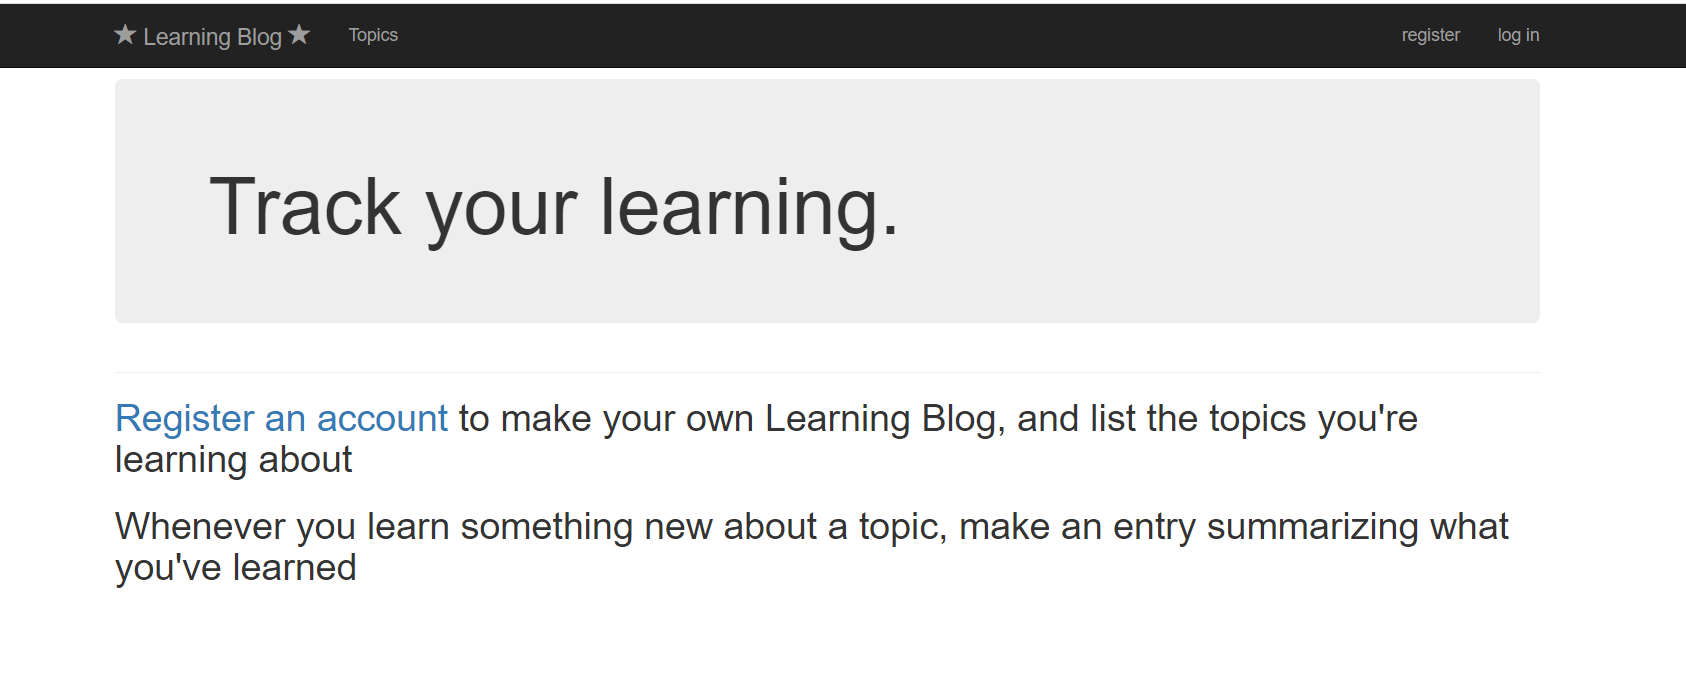 ★ Learning Blog ★ Topics register log in
Track your learning.
Register an account to make your own Learning Blog, and list the topics you're
learning about
Whenever you learn something new about a topic, make an entry summarizing what
you've learned